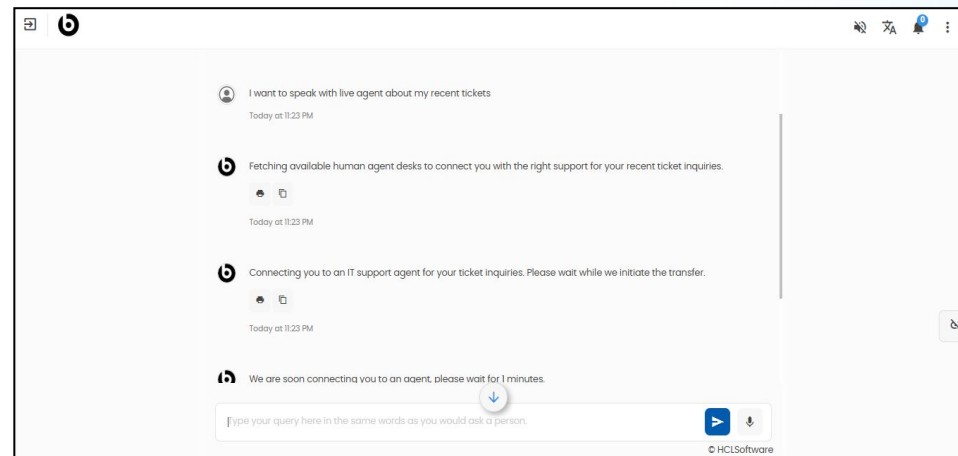 0
I want to speak with live agent about my recent tickets
Today at 11:23 PM
Fetching available human agent desks to connect you with the right support for your recent ticket inquiries.
Today at 11:23 PM
Connecting you to an IT support agent for your ticket inquiries. Please wait while we initiate the transfer.
Today at 11:23 PM
We are soon connecting you to an agent, please wait for 1 minutes.
Type your query here in the same words as you would ask a person.
© HCLSoftware